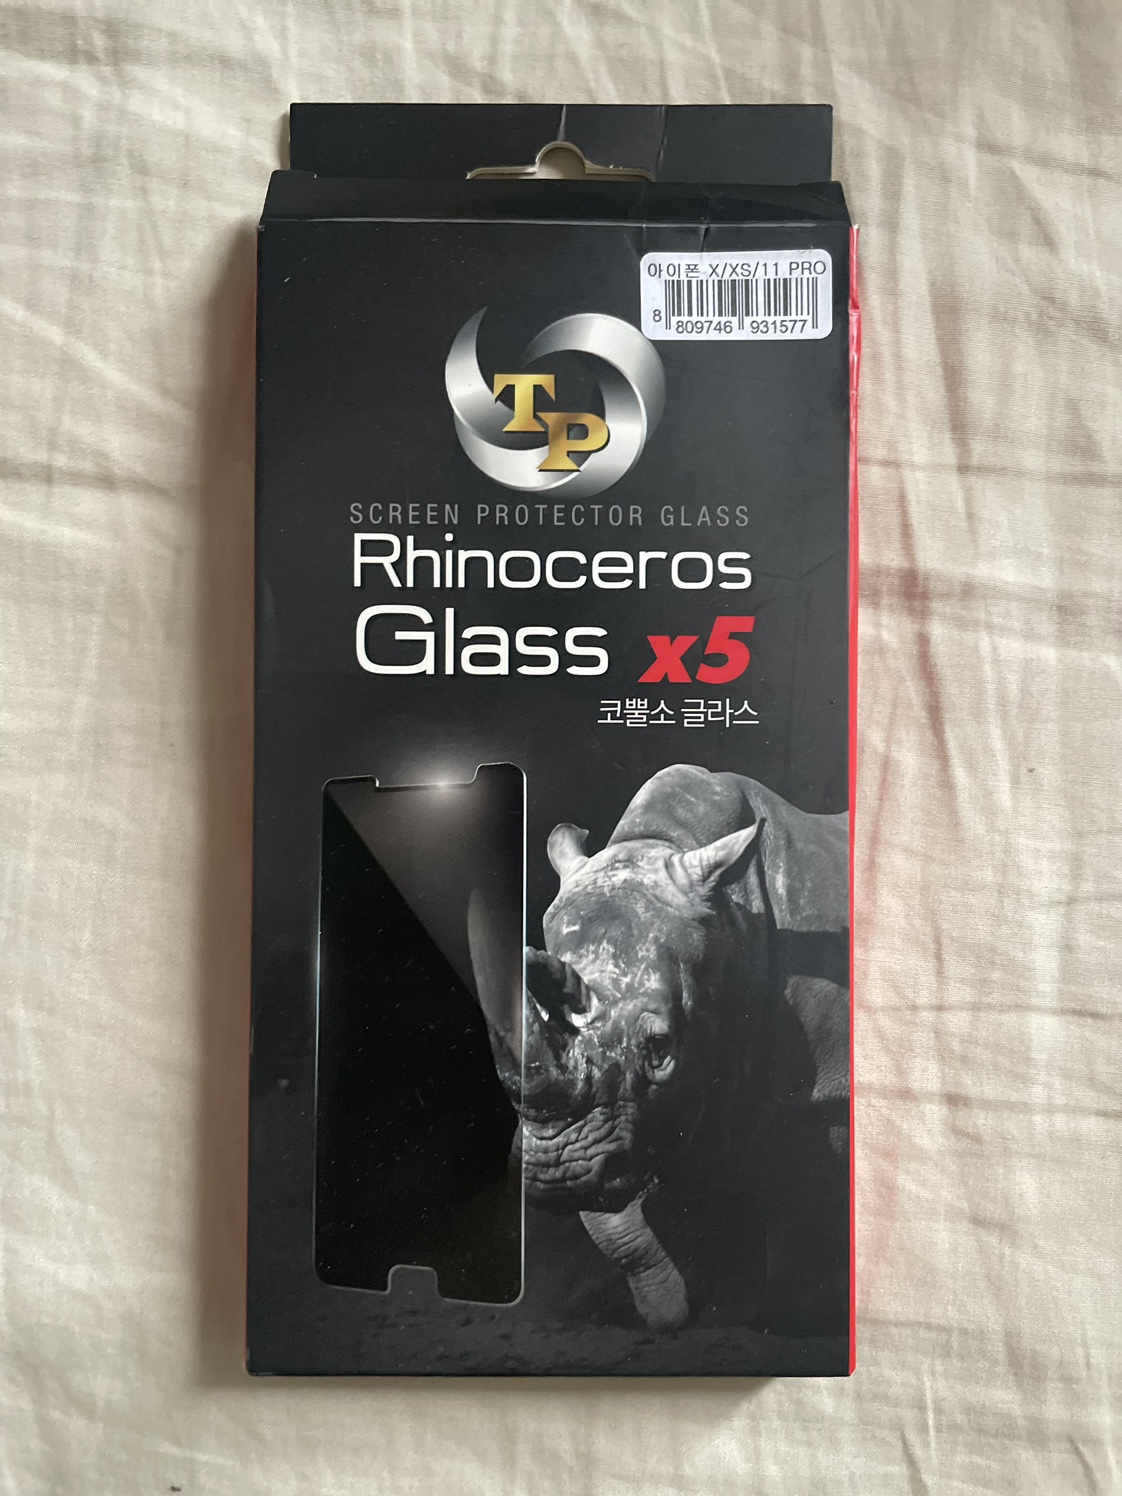 아이폰 X/XS/11 PRO
8 809746 931577
TP
SCREEN PROTECTOR GLASS
Rhinoceros
Glass x5
코뿔소 글라스